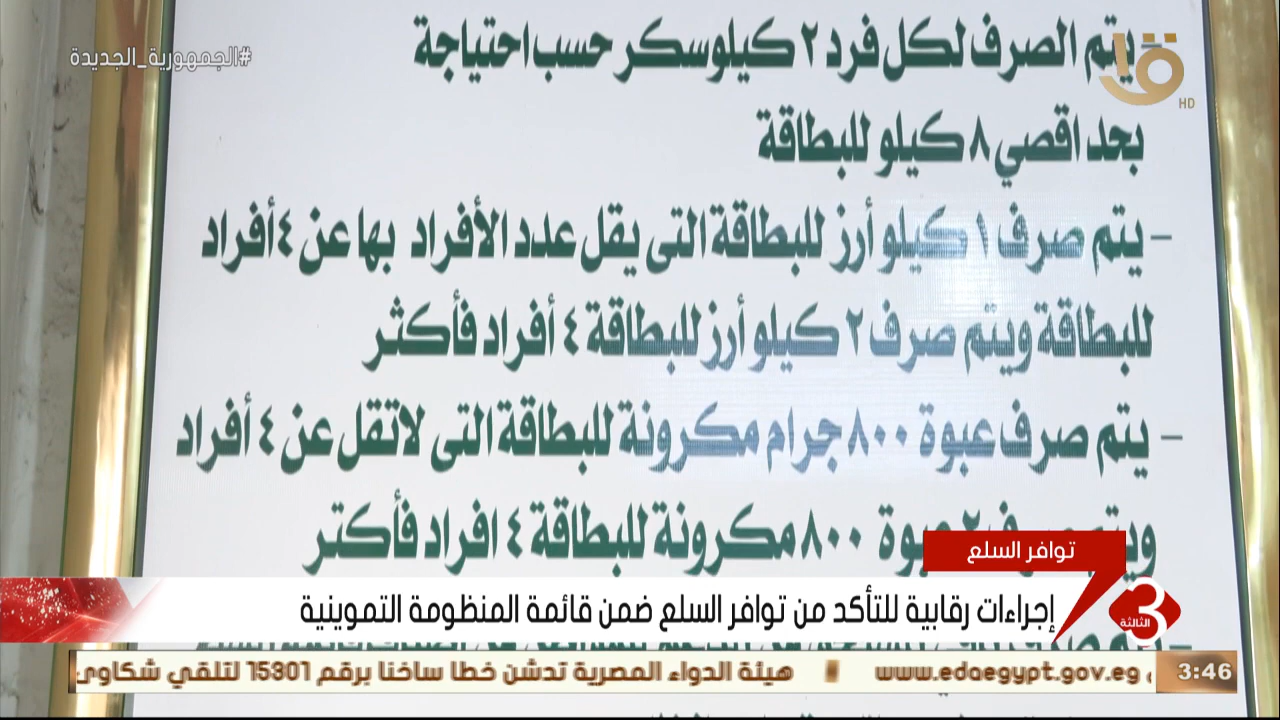 #الجمهورية_الجديدة
HD
- يتم الصرف لكل فرد ٢ كيلو سكر حسب احتياجة
بحد اقصي ٨ كيلو للبطاقة
- يتم صرف ١ كيلو أرز للبطاقة التى يقل عدد الأفراد بها عن ٤ أفراد
للبطاقة ويتم صرف ٢ كيلو أرز للبطاقة ٤ أفراد فأكثر
- يتم صرف عبوة ٨٠٠ جرام مكرونة للبطاقة التى لاتقل عن ٤ أفراد
ويتم صرف ٢ عبوة ٨٠٠ مكرونة للبطاقة ٤ افراد فأكتر
توافر السلع
3 الثالثة
إجراءات رقابية للتأكد من توافر السلع ضمن قائمة المنظومة التموينية
www.edaegypt.gov.eg هيئة الدواء المصرية تدشن خطا ساخنا برقم 15301 لتلقي شكاوى
3:46